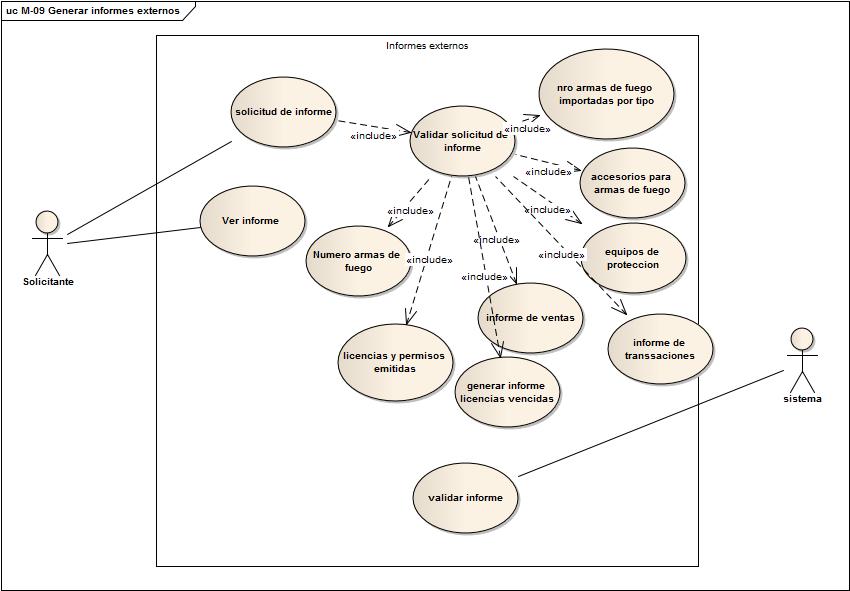 uc M-09 Generar informes externos
Informes externos
solicitud de informe
Validar solicitud de
informe
nro armas de fuego
importadas por tipo
accesorios para
armas de fuego
equipos de
proteccion
informe de
transsaciones
Ver informe
Numero armas de
fuego
licencias y permisos
emitidas
informe de ventas
generar informe
licencias vencidas
validar informe
Solicitante
sistema
«include»
«include»
«include»
«include»
«include»
«include»
«include»
«include»
«include»